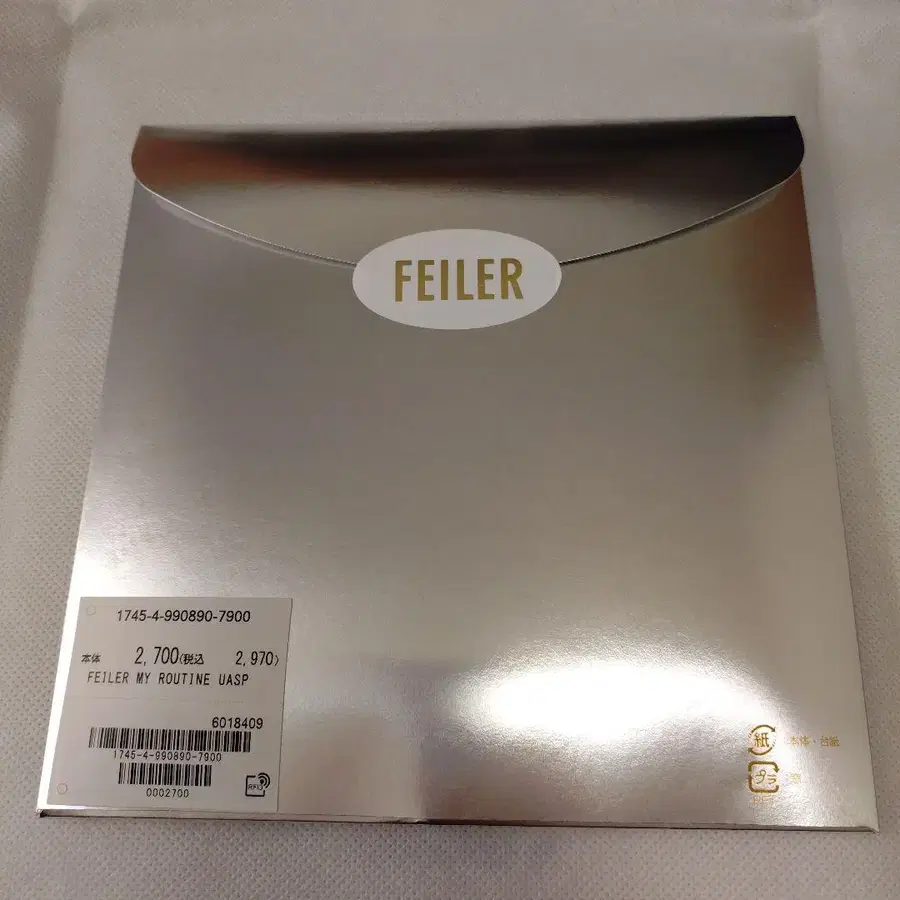 FEILER
1745-4-990890-7900
本体 2,700(税込 2,970)
FEILER MY ROUTINE UASP
6018409
1745-4-990890-7900
0002700
RFID
紙 本体・台紙
プラ